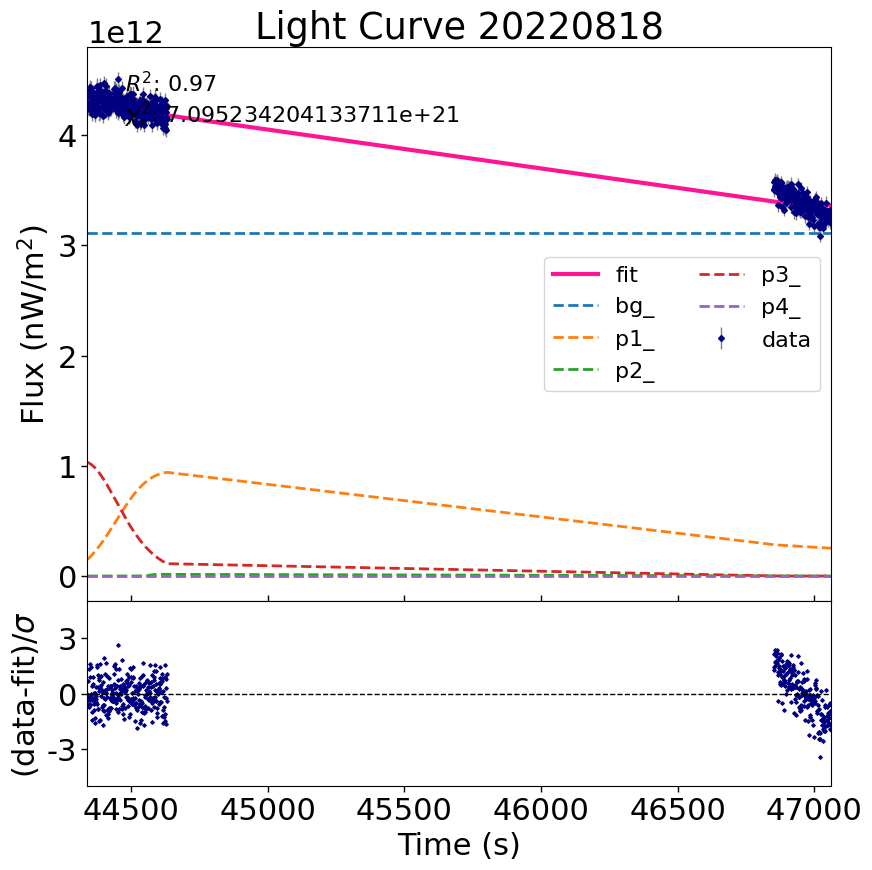 Light Curve 20220818
1e12
R²: 0.97
7.095234204133711e+21
4
3
2
1
0
Flux (nW/m²)
fit
bg_
p1_
p2_
p3_
p4_
data
3
0
-3
(data-fit)/σ
44500 45000 45500 46000 46500 47000
Time (s)